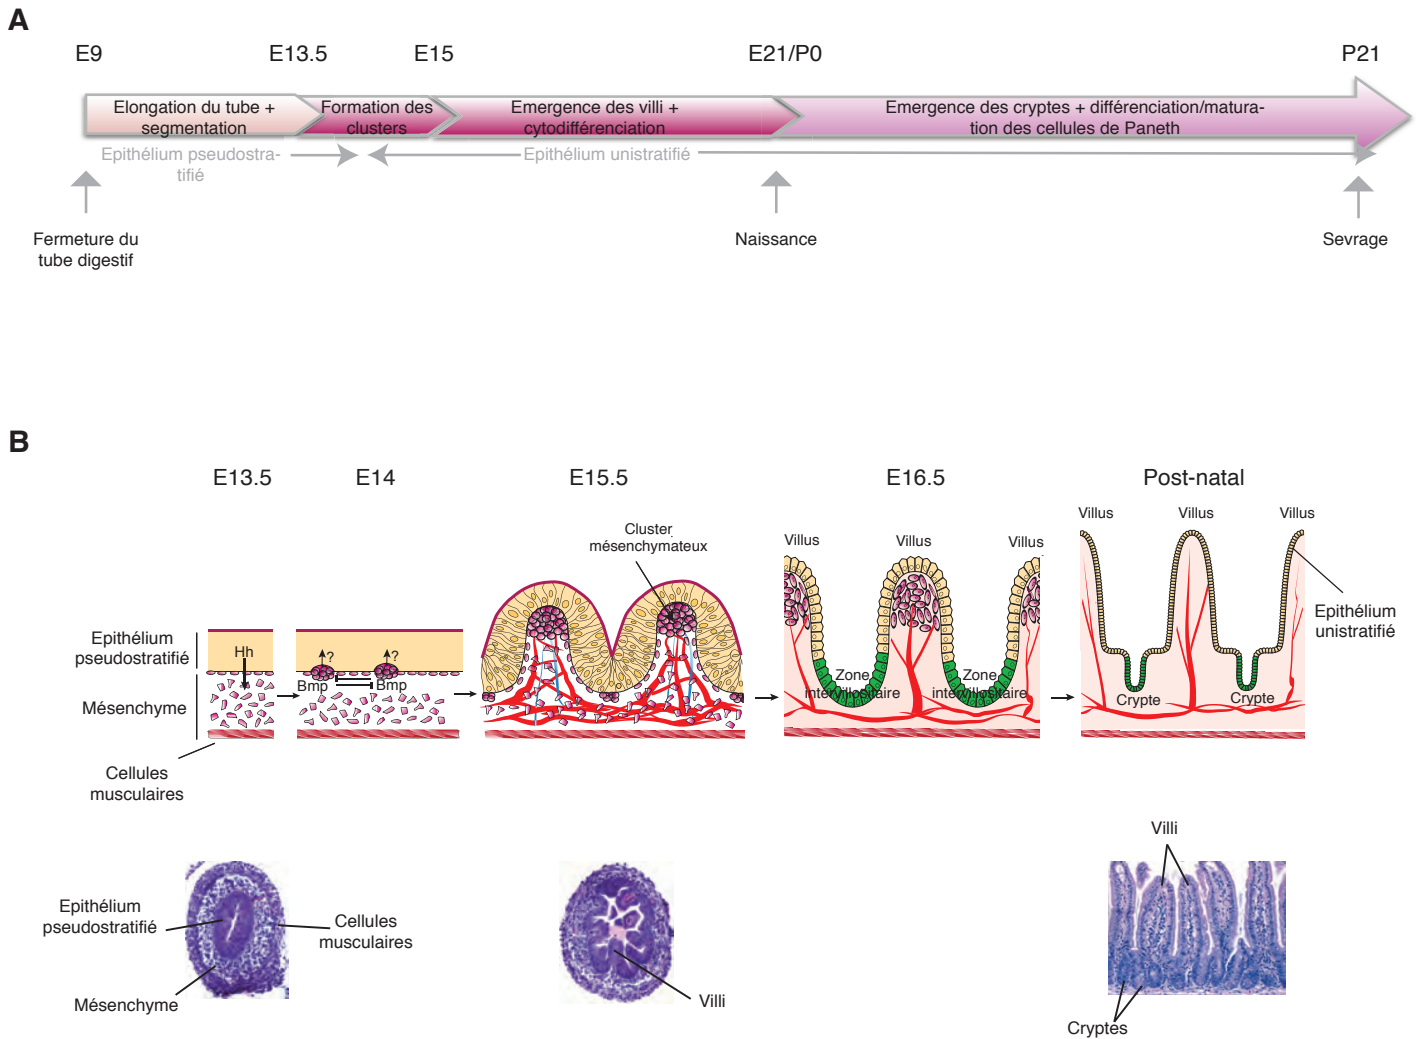 A
E9
E13.5
E15
E21/P0
P21
Elongation du tube +
segmentation
Formation des
clusters
Emergence des villi +
cytodifférenciation
Emergence des cryptes + différenciation/matura-
tion des cellules de Paneth
Epithélium pseudostra-
tifié
Epithélium unistratifié
Fermeture du
tube digestif
Naissance
Sevrage
B
E13.5
E14
E15.5
E16.5
Post-natal
Cluster
mésenchymateux
Villus
Villus
Villus
Villus
Villus
Villus
Epithélium
unistratifié
Epithélium
pseudostratifié
Hh
?
?
Bmp
Bmp
Mésenchyme
Zone
intervillositaire
Zone
intervillositaire
Crypte
Crypte
Cellules
musculaires
Villi
Epithélium
pseudostratifié
Cellules
musculaires
Mésenchyme
Villi
Cryptes